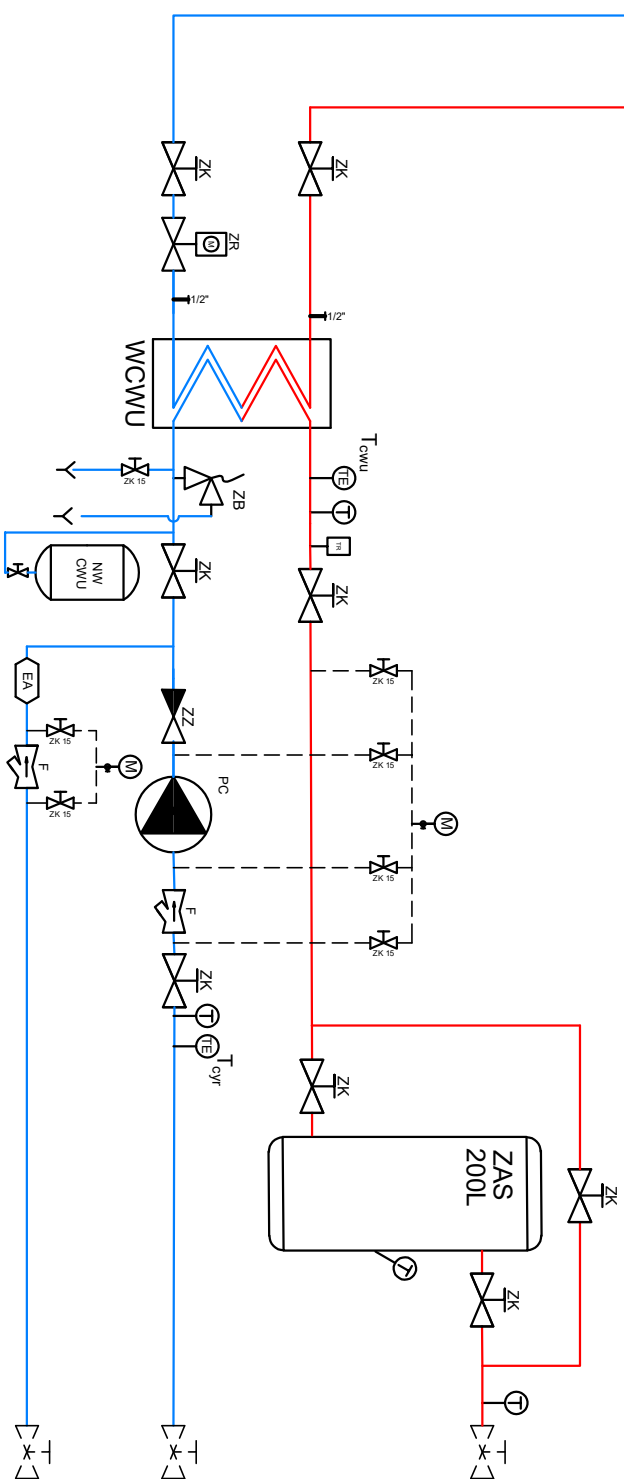 ZK
ZK
ZR
M
1/2"
1/2"
WCWU
T cwu
TE
T
TR
ZK 15
ZB
ZK
ZK
NW
CWU
EA
ZZ
ZK 15
ZK 15
ZK 15
F
M
ZK 15
PC
M
ZK 15
F
ZK 15
ZK
T
TE
T cyr
ZK
ZAS
200L
ZK
T
ZK
T